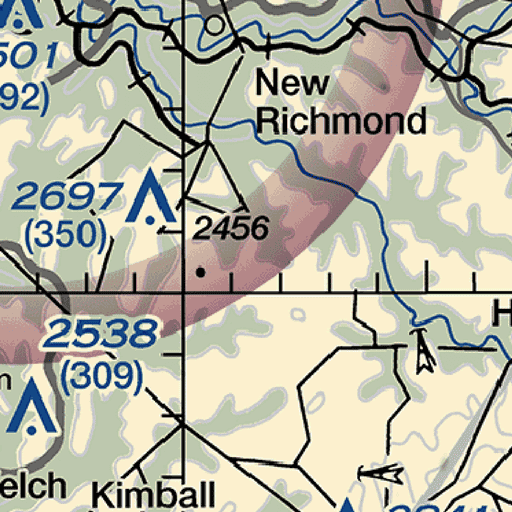 501
92)
New
Richmond
2697
(350)
2456
H
2538
(309)
n
elch
Kimball